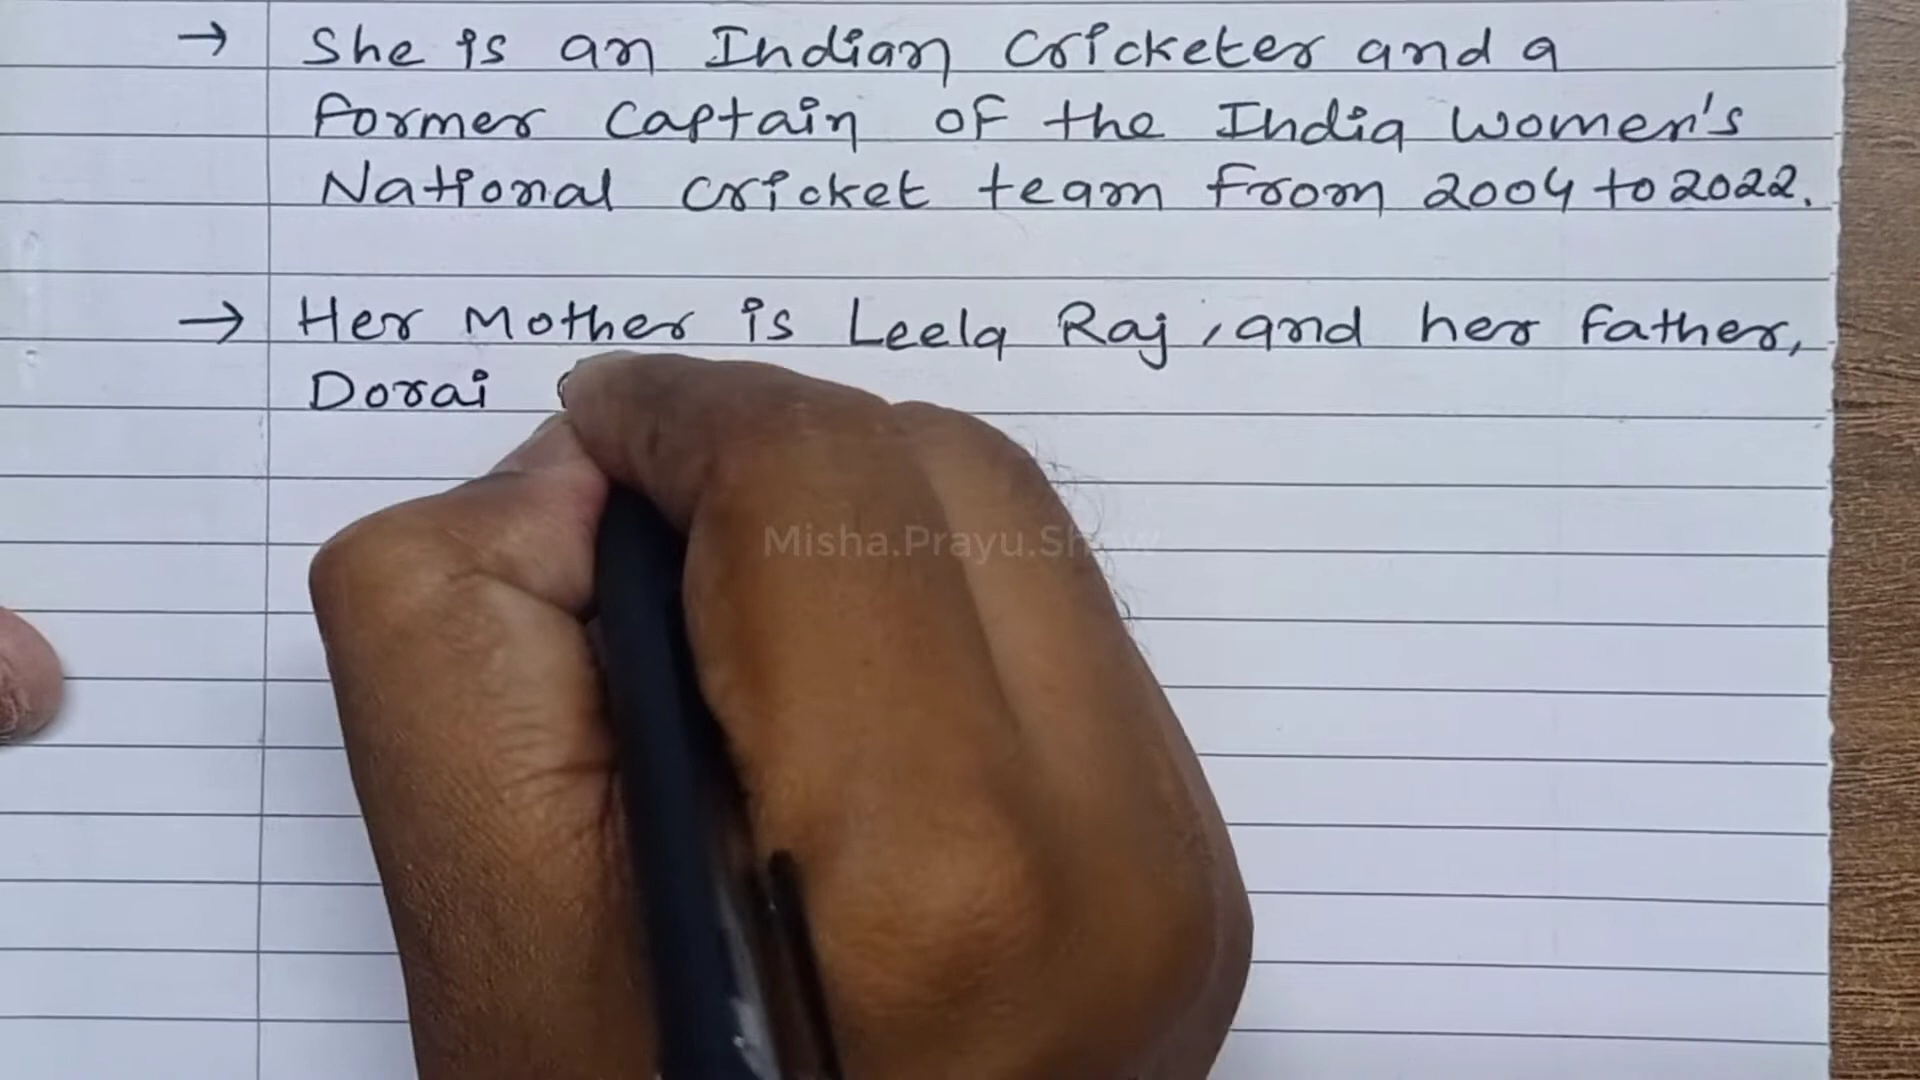 → She is an Indian Cricketer and a
former Captain of the India Women's
National cricket team from 2004 to 2022.
→ Her Mother is Leela Raj, and her father,
Dorai
Misha.Prayu.Show